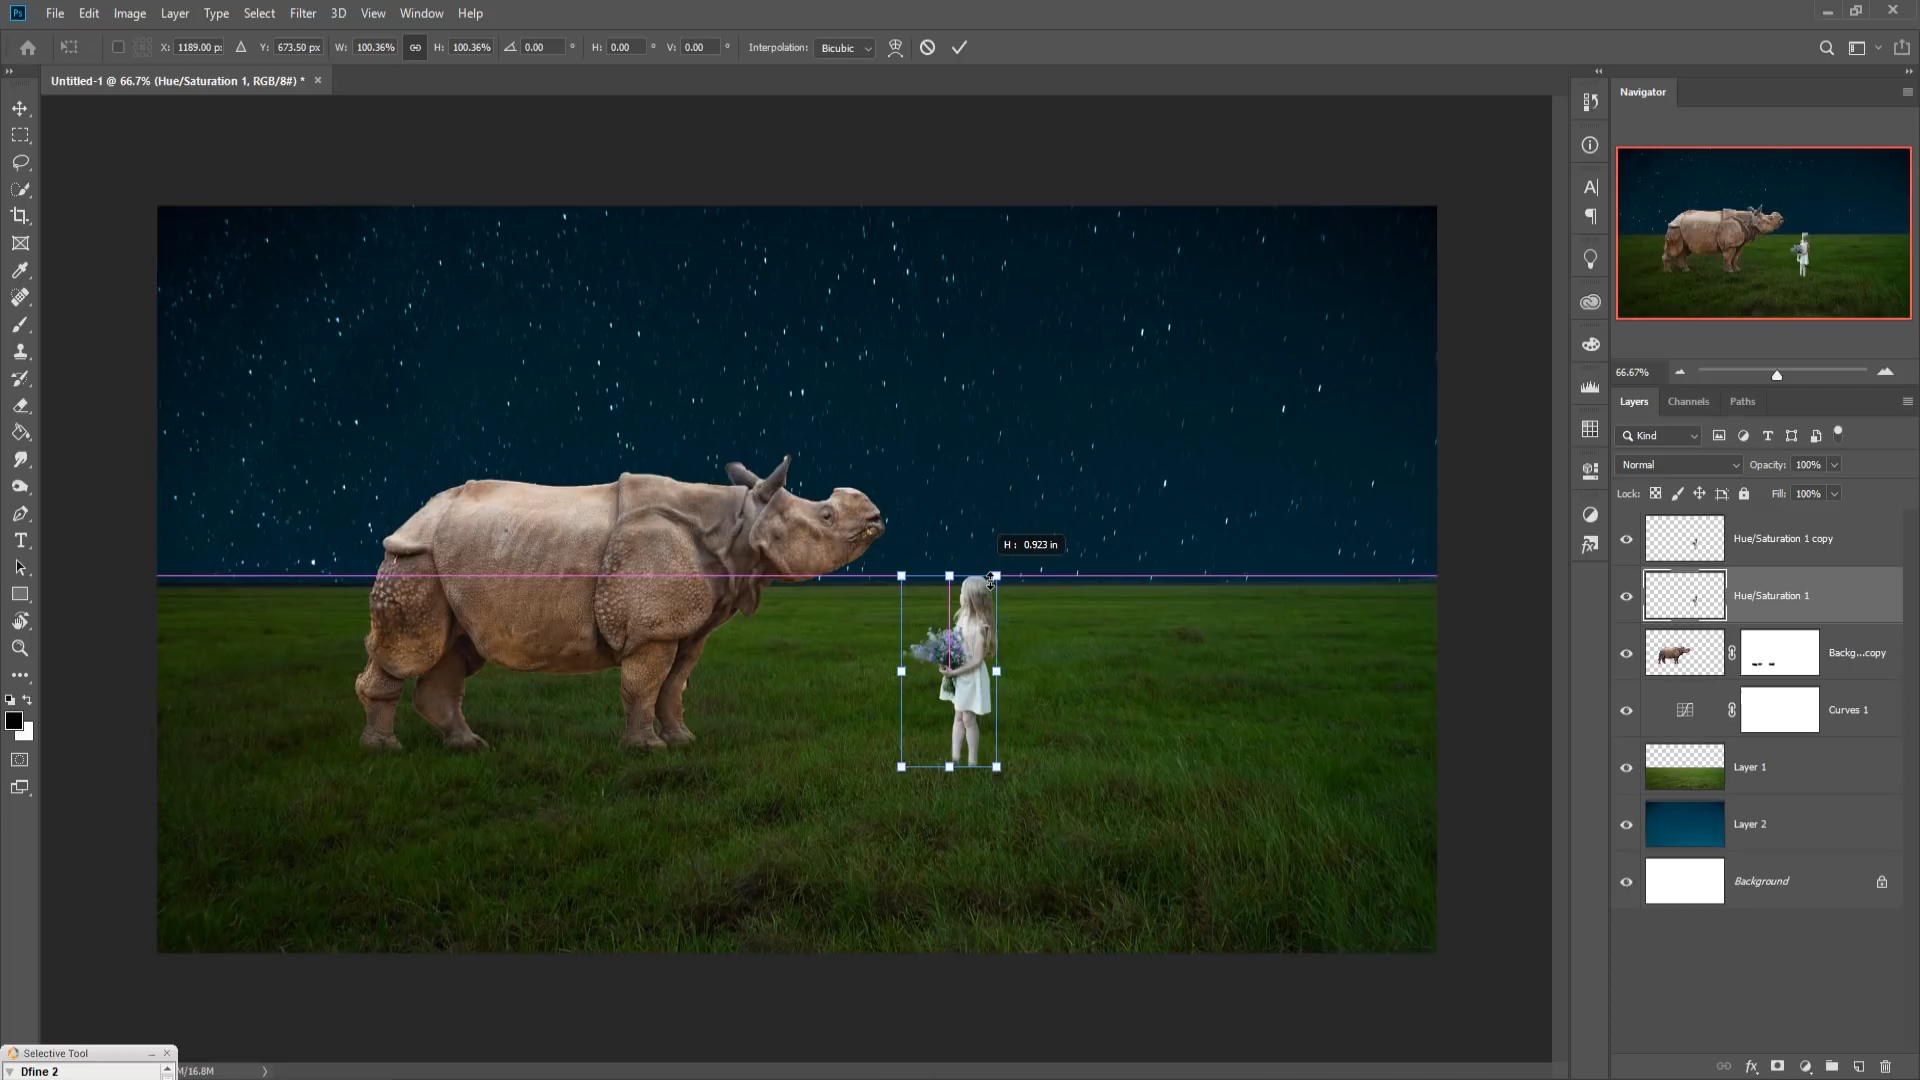 Ps File Edit Image Layer Type Select Filter 3D View Window Help
X: 1189.00 p Y: 673.50 px W: 100.36% H: 100.36% 0.00 ° H: 0.00 ° V: 0.00 ° Interpolation: Bicubic
Untitled-1 @ 66.7% (Hue/Saturation 1, RGB/8#) * ×
Navigator
66.67%
Layers Channels Paths
Kind
Normal Opacity: 100%
Lock: Fill: 100%
Hue/Saturation 1 copy
H : 0.923 in
Hue/Saturation 1
Backg...copy
Curves 1
Layer 1
Layer 2
Background
Selective Tool
Dfine 2
M/16.8M